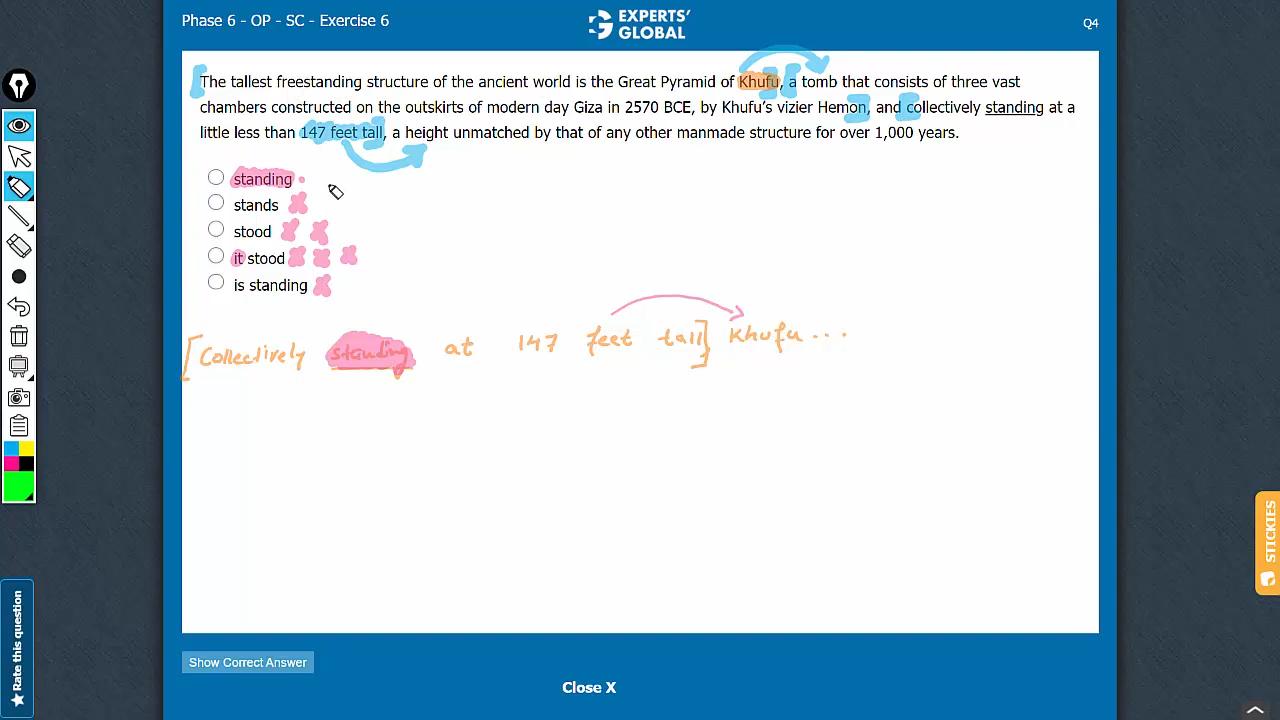 Phase 6 - OP - SC - Exercise 6
EXPERTS'
GLOBAL
Q4
The tallest freestanding structure of the ancient world is the Great Pyramid of Khufu, a tomb that consists of three vast
chambers constructed on the outskirts of modern day Giza in 2570 BCE, by Khufu's vizier Hemon, and collectively standing at a
little less than 147 feet tall, a height unmatched by that of any other manmade structure for over 1,000 years.
standing
stands
stood
it stood
is standing
[Collectively standing at 147 feet tall] Khufu ...
Show Correct Answer
Close X
Rate this question
STICKIES